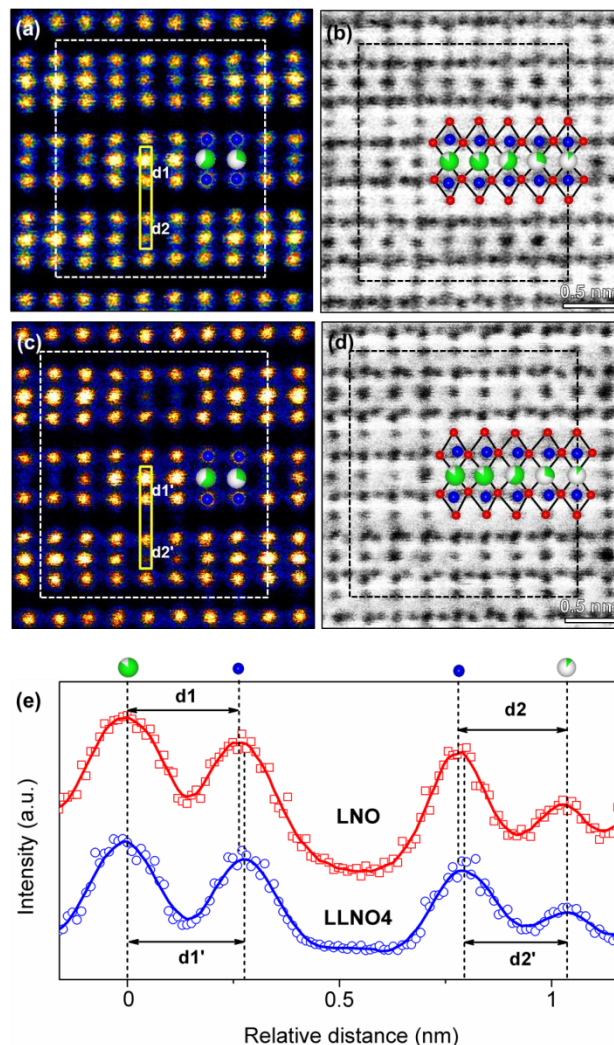 (a)
(b)
d1
d2
0.5 nm
(c)
(d)
d1'
d2'
0.5 nm
(e)
d1
d2
LNO
LLNO4
d1'
d2'
Intensity (a.u.)
0
0.5
1
Relative distance (nm)